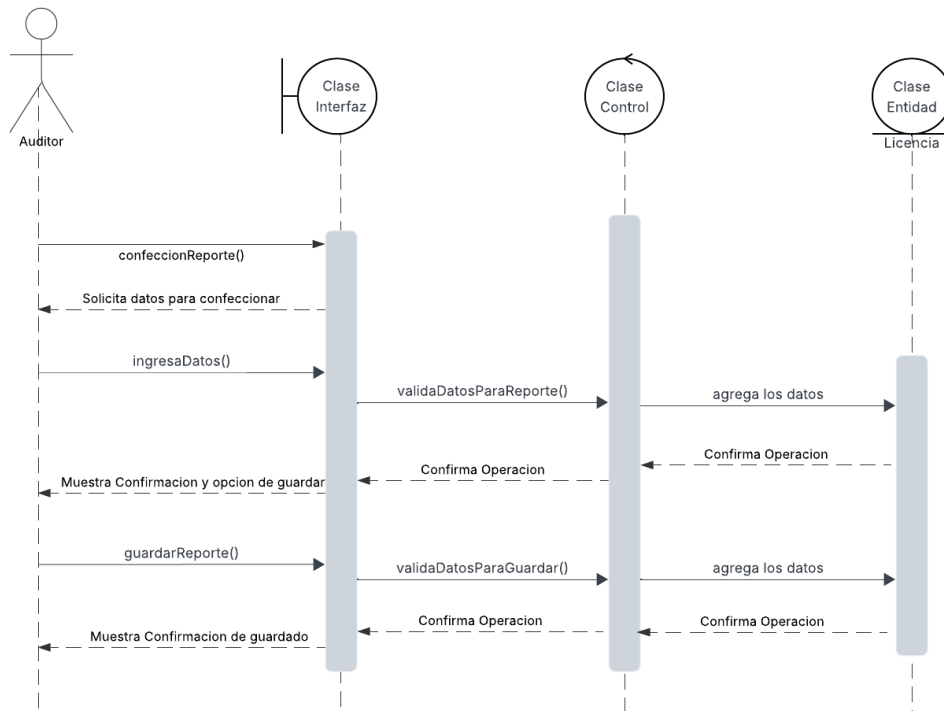 Clase
Interfaz
Clase
Control
Clase
Entidad
Auditor
Licencia
confeccionReporte()
Solicita datos para confeccionar
ingresaDatos()
validaDatosParaReporte()
agrega los datos
Confirma Operacion
Confirma Operacion
Muestra Confirmacion y opcion de guardar
guardarReporte()
validaDatosParaGuardar()
agrega los datos
Confirma Operacion
Confirma Operacion
Muestra Confirmacion de guardado